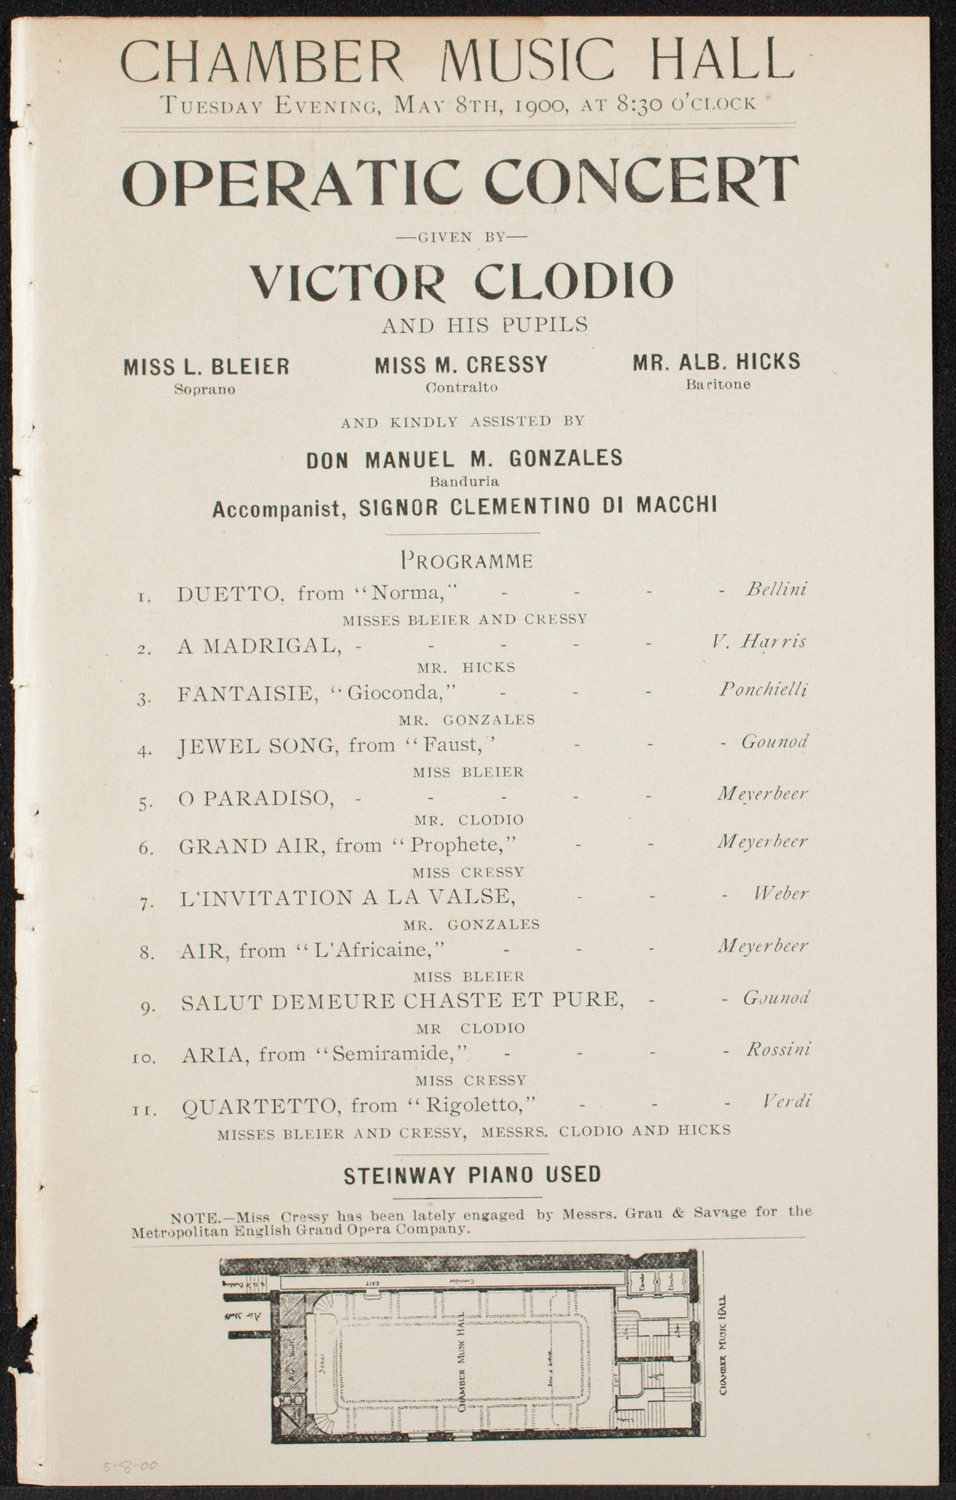 CHAMBER MUSIC HALL
TUESDAY EVENING, MAY 8TH, 1900, AT 8:30 O'CLOCK
OPERATIC CONCERT
—GIVEN BY—
VICTOR CLODIO
AND HIS PUPILS
MISS L. BLEIER MISS M. CRESSY MR. ALB. HICKS
Soprano Contralto Baritone
AND KINDLY ASSISTED BY
DON MANUEL M. GONZALES
Banduria
Accompanist, SIGNOR CLEMENTINO DI MACCHI
PROGRAMME
1. DUETTO, from "Norma," - - - - Bellini
MISSES BLEIER AND CRESSY
2. A MADRIGAL, - - - - - V. Harris
MR. HICKS
3. FANTAISIE, "Gioconda," - - - Ponchielli
MR. GONZALES
4. JEWEL SONG, from "Faust,' - - - Gounod
MISS BLEIER
5. O PARADISO, - - - - - Meyerbeer
MR. CLODIO
6. GRAND AIR, from "Prophete," - - Meyerbeer
MISS CRESSY
7. L'INVITATION A LA VALSE, - - - Weber
MR. GONZALES
8. AIR, from "L'Africaine," - - - Meyerbeer
MISS BLEIER
9. SALUT DEMEURE CHASTE ET PURE, - - Gounod
MR CLODIO
10. ARIA, from "Semiramide," - - - - Rossini
MISS CRESSY
11. QUARTETTO, from "Rigoletto," - - - Verdi
MISSES BLEIER AND CRESSY, MESSRS. CLODIO AND HICKS
STEINWAY PIANO USED
NOTE.—Miss Cressy has been lately engaged by Messrs. Grau & Savage for the
Metropolitan English Grand Opera Company.
EXIT
Corridor
Air Shaft
STAGE
CHAMBER MUSIC HALL
CHAMBER MUSIC HALL
5-8-00